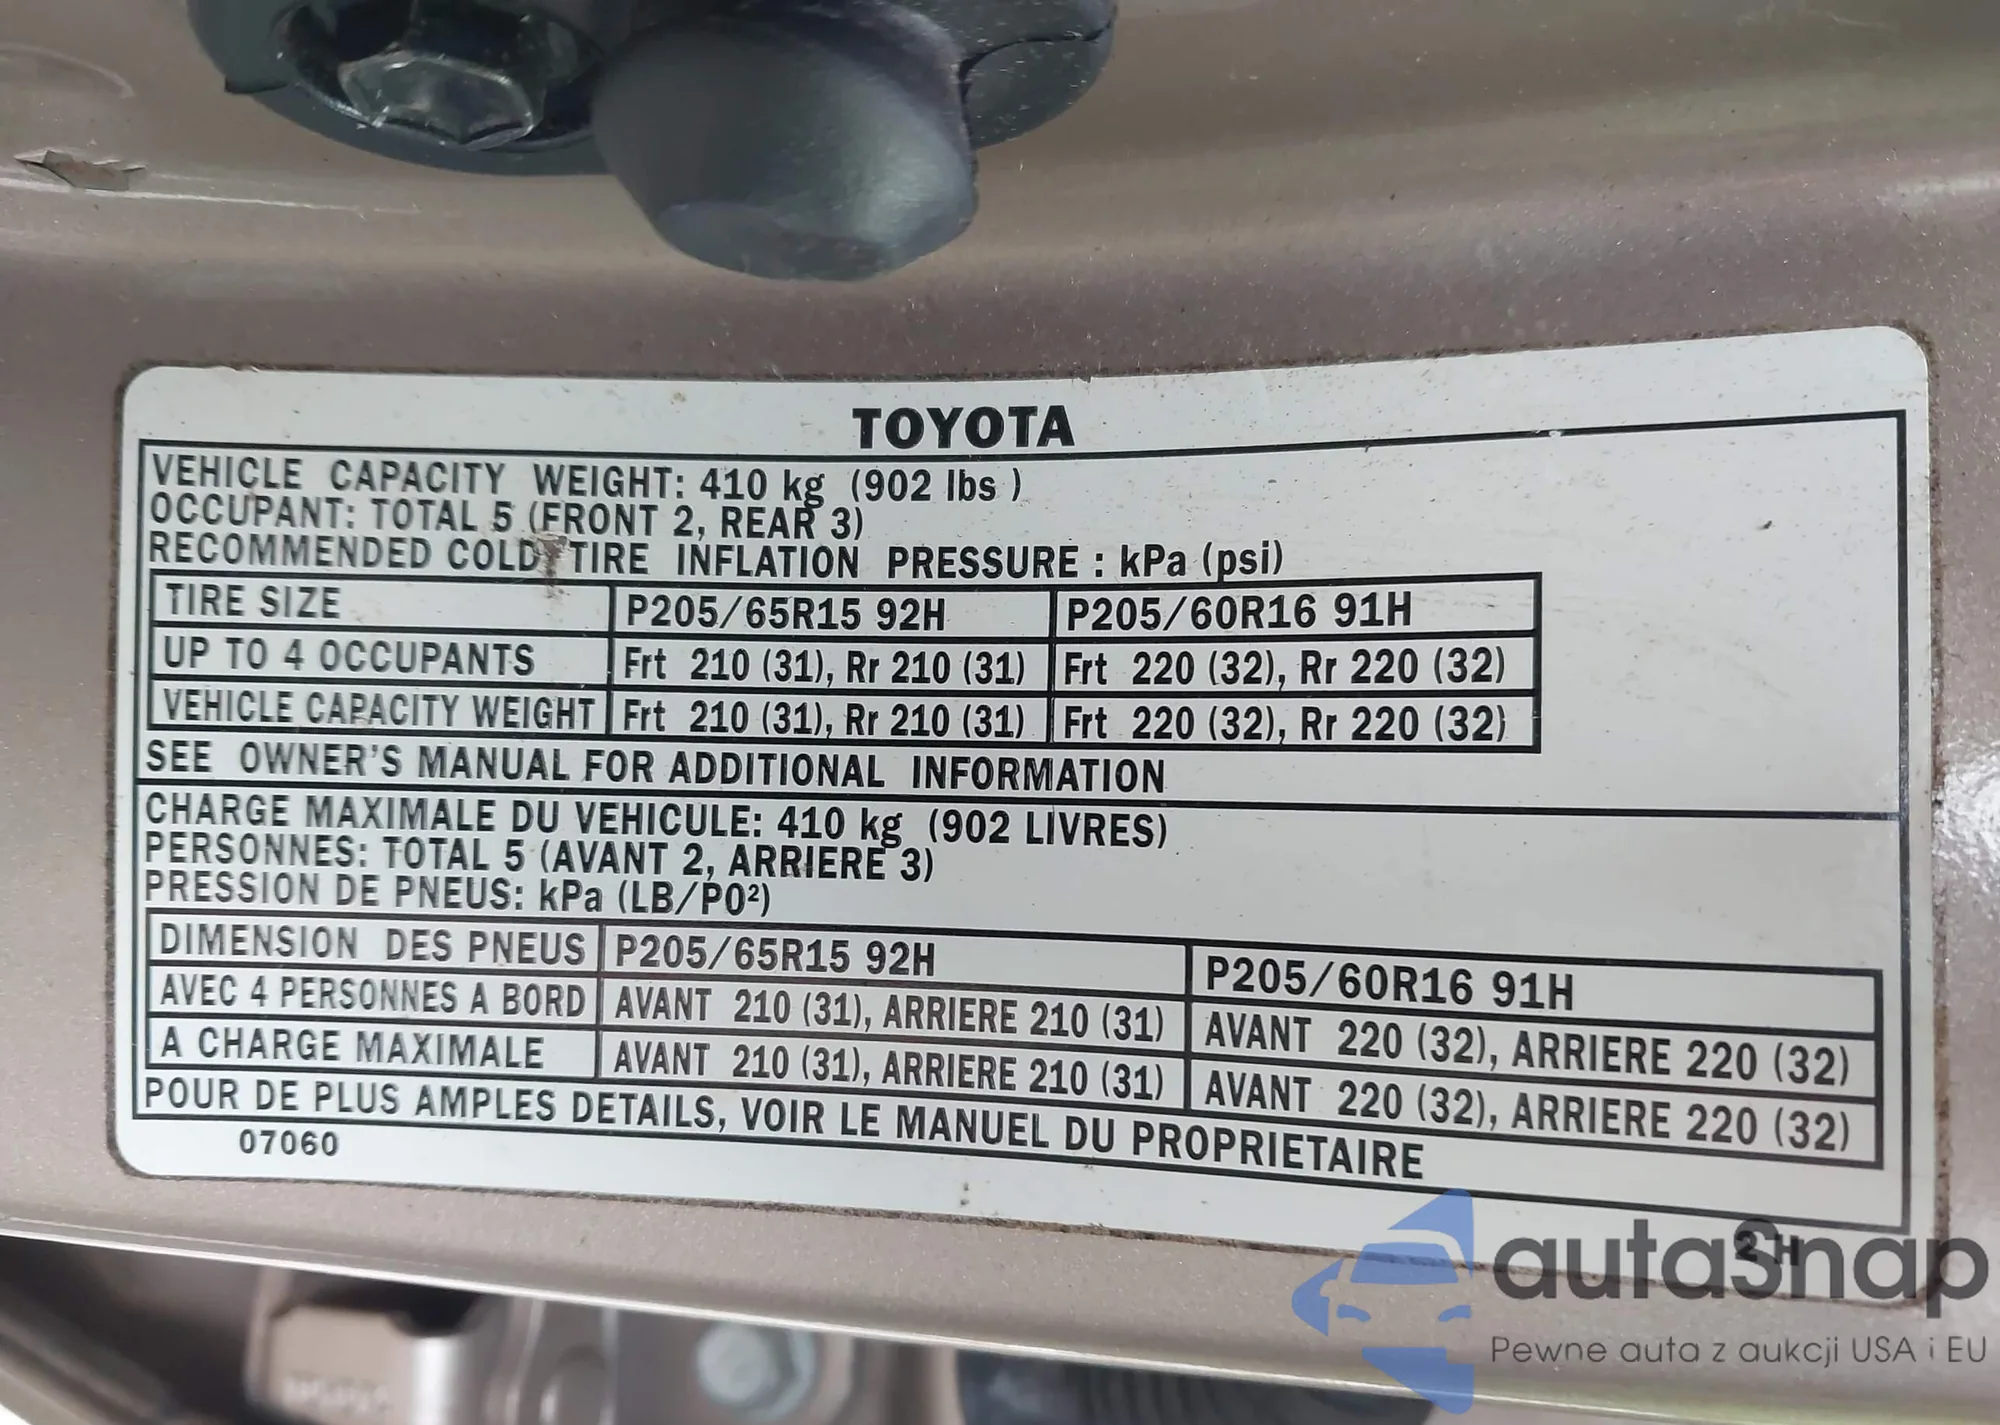 TOYOTA
VEHICLE CAPACITY WEIGHT: 410 kg (902 lbs )
OCCUPANT: TOTAL 5 (FRONT 2, REAR 3)
RECOMMENDED COLD TIRE INFLATION PRESSURE : kPa (psi)
TIRE SIZE P205/65R15 92H P205/60R16 91H
UP TO 4 OCCUPANTS Frt 210 (31), Rr 210 (31) Frt 220 (32), Rr 220 (32)
VEHICLE CAPACITY WEIGHT Frt 210 (31), Rr 210 (31) Frt 220 (32), Rr 220 (32)
SEE OWNER'S MANUAL FOR ADDITIONAL INFORMATION
CHARGE MAXIMALE DU VEHICULE: 410 kg (902 LIVRES)
PERSONNES: TOTAL 5 (AVANT 2, ARRIERE 3)
PRESSION DE PNEUS: kPa (LB/PO²)
DIMENSION DES PNEUS P205/65R15 92H P205/60R16 91H
AVEC 4 PERSONNES A BORD AVANT 210 (31), ARRIERE 210 (31) AVANT 220 (32), ARRIERE 220 (32)
A CHARGE MAXIMALE AVANT 210 (31), ARRIERE 210 (31) AVANT 220 (32), ARRIERE 220 (32)
POUR DE PLUS AMPLES DETAILS, VOIR LE MANUEL DU PROPRIETAIRE
07060
2H
autaSnap
Pewne auta z aukcji USA i EU